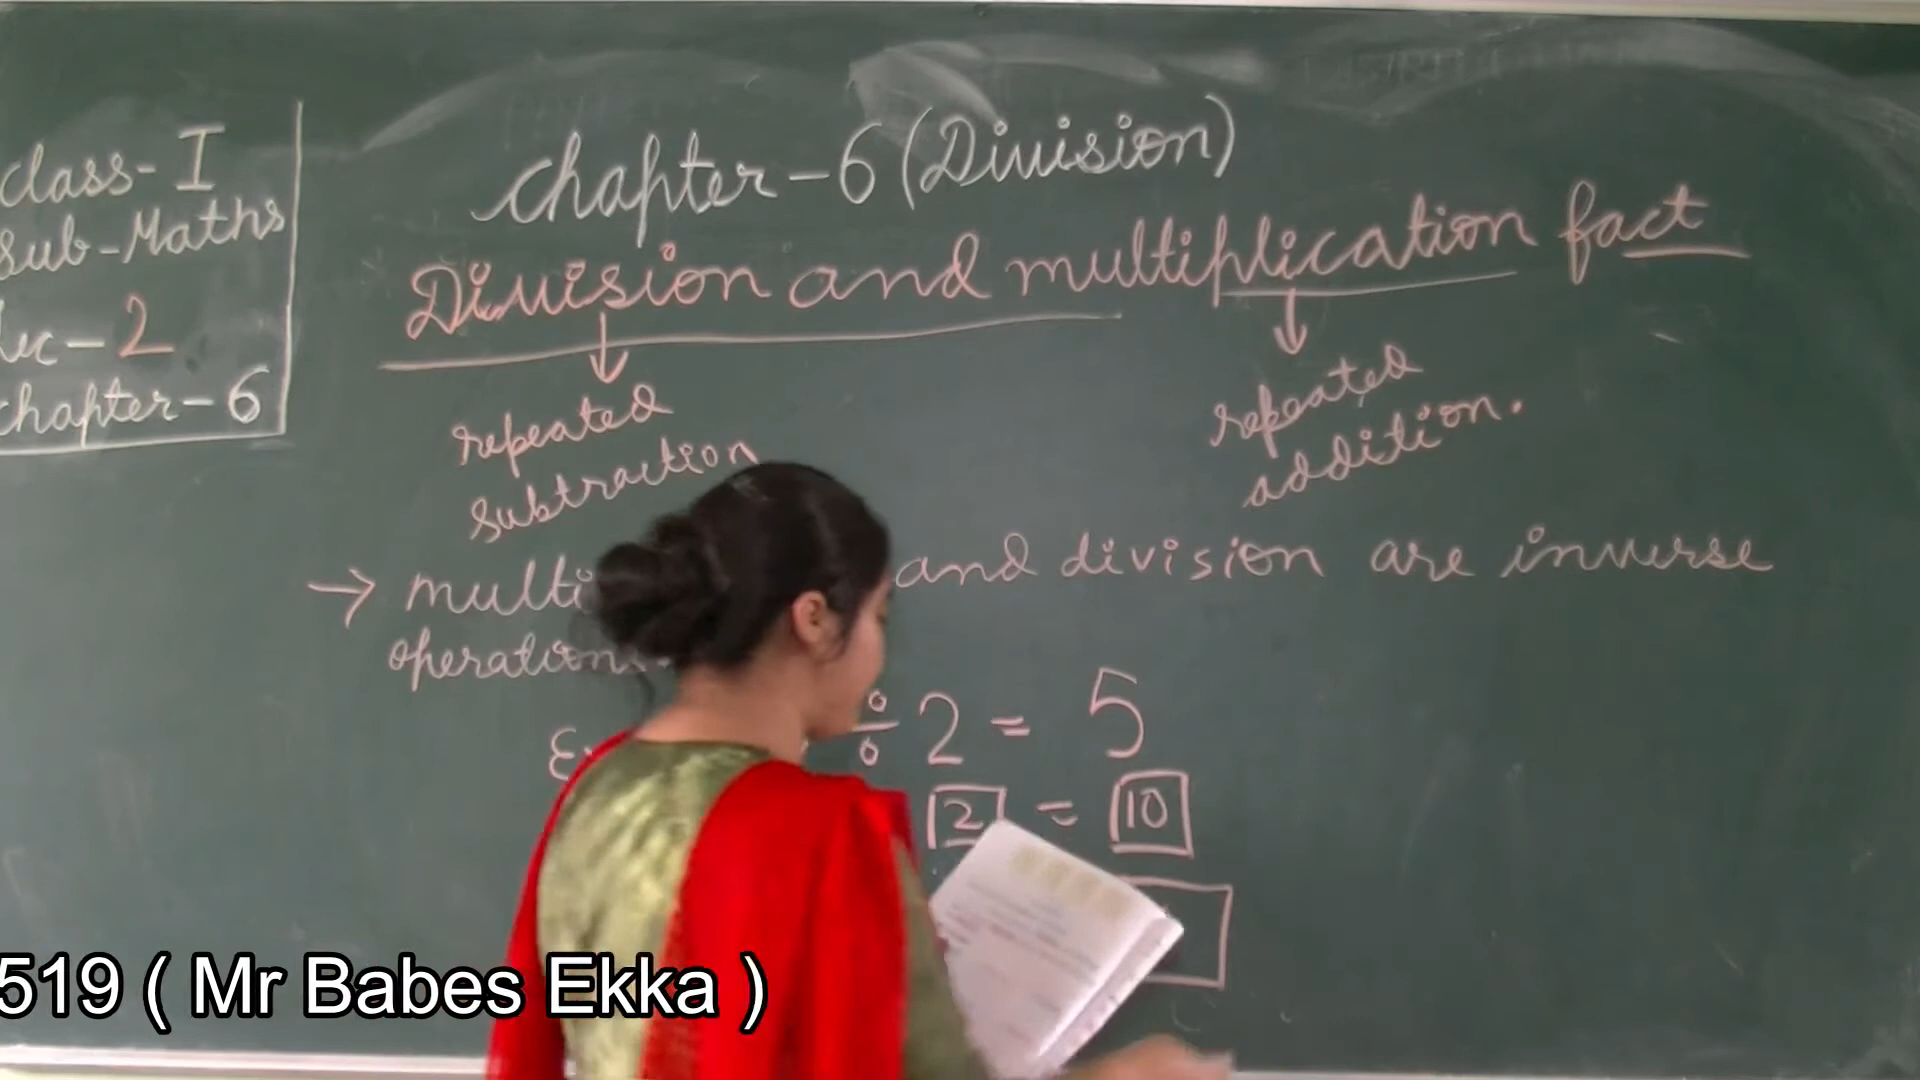 class-I
Sub-Maths
Lec-2
chapter-6
chapter-6 (Division)
Division and multiplication fact
repeated
subtraction
repeated
addition.
→ multi and division are inverse
operation
÷ 2 = 5
2 = 10
519 ( Mr Babes Ekka )